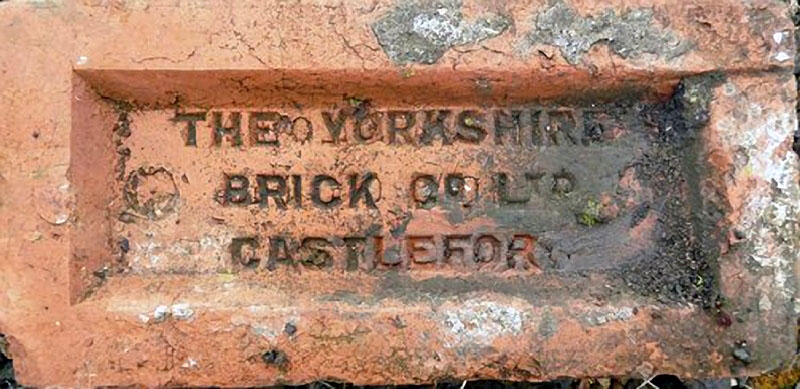 THE YORKSHIRE
BRICK CO. LTD
CASTLEFOR